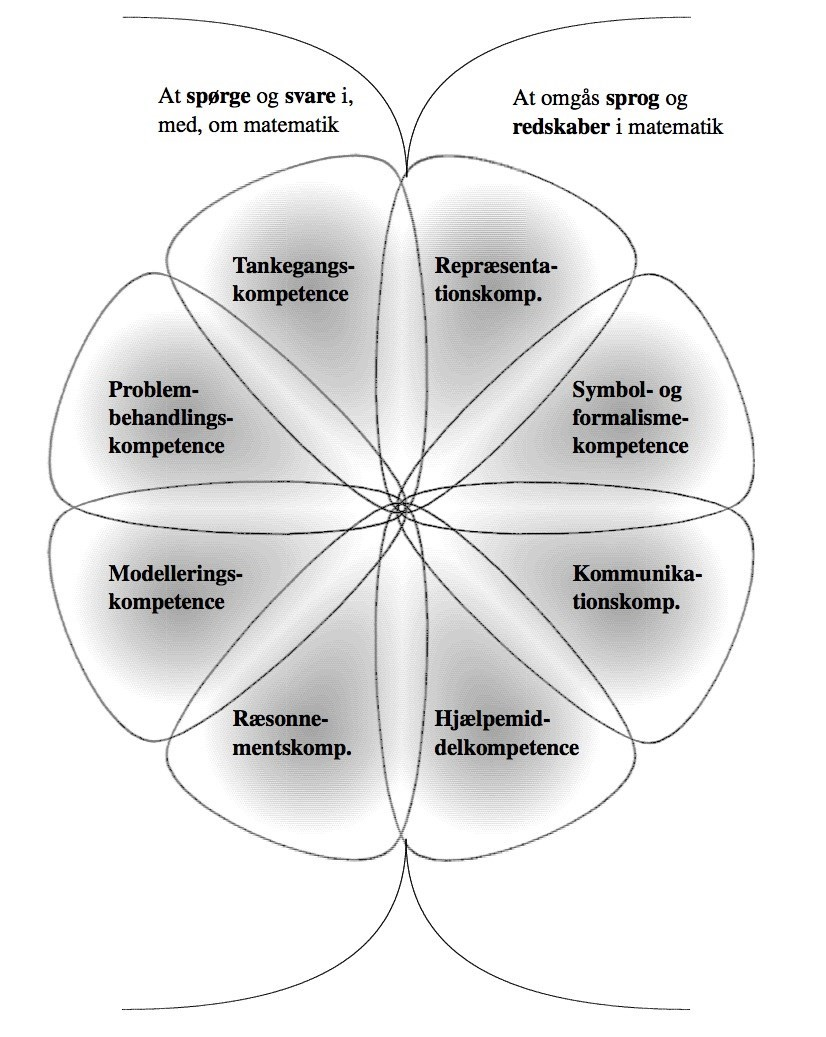 At spørge og svare i,
med, om matematik
At omgås sprog og
redskaber i matematik
Tankegangs-
kompetence
Repræsenta-
tionskomp.
Problem-
behandlings-
kompetence
Symbol- og
formalisme-
kompetence
Modellerings-
kompetence
Kommunika-
tionskomp.
Ræsonne-
mentskomp.
Hjælpemid-
delkompetence